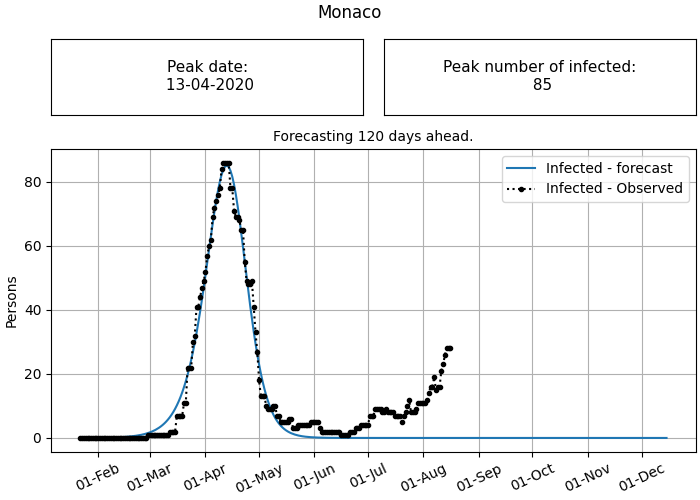 Monaco
Peak date:
13-04-2020
Peak number of infected:
85
Forecasting 120 days ahead.
Infected - forecast
Infected - Observed
Persons
80
60
40
20
0
01-Feb
01-Mar
01-Apr
01-May
01-Jun
01-Jul
01-Aug
01-Sep
01-Oct
01-Nov
01-Dec